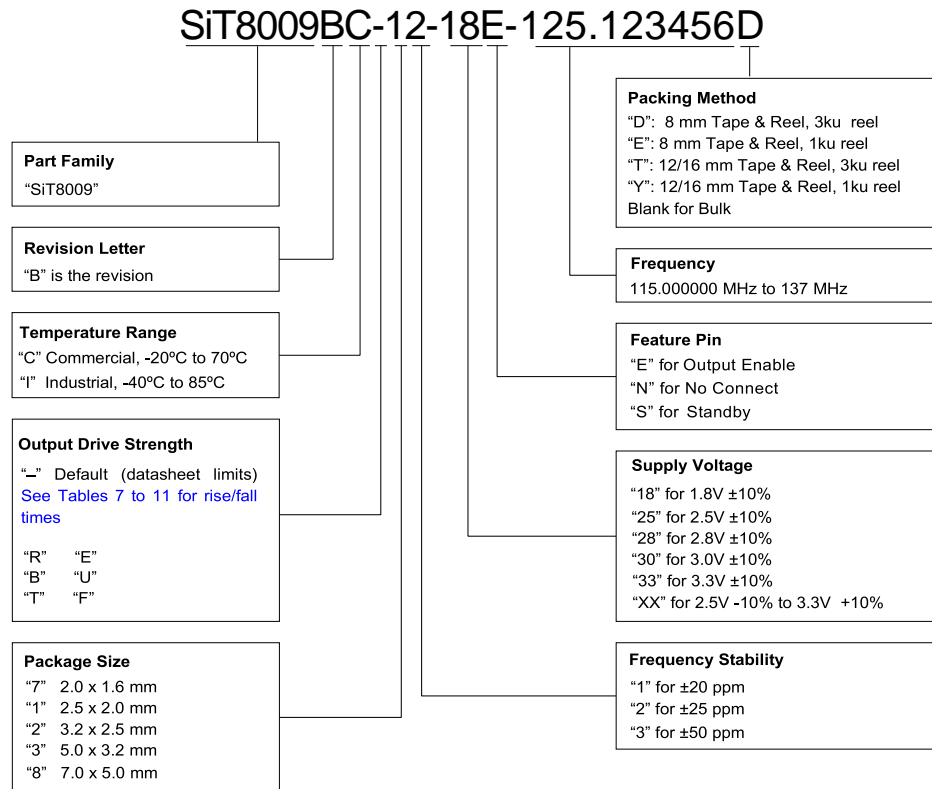 SiT8009BC-12-18E-125.123456D
Part Family
“SiT8009”
Revision Letter
“B” is the revision
Temperature Range
“C” Commercial, -20ºC to 70ºC
“I” Industrial, -40ºC to 85ºC
Output Drive Strength
“–” Default (datasheet limits)
See Tables 7 to 11 for rise/fall
times
“R” “E”
“B” “U”
“T” “F”
Package Size
“7” 2.0 x 1.6 mm
“1” 2.5 x 2.0 mm
“2” 3.2 x 2.5 mm
“3” 5.0 x 3.2 mm
“8” 7.0 x 5.0 mm
Packing Method
“D”: 8 mm Tape & Reel, 3ku reel
“E”: 8 mm Tape & Reel, 1ku reel
“T”: 12/16 mm Tape & Reel, 3ku reel
“Y”: 12/16 mm Tape & Reel, 1ku reel
Blank for Bulk
Frequency
115.000000 MHz to 137 MHz
Feature Pin
“E” for Output Enable
“N” for No Connect
“S” for Standby
Supply Voltage
“18” for 1.8V ±10%
“25” for 2.5V ±10%
“28” for 2.8V ±10%
“30” for 3.0V ±10%
“33” for 3.3V ±10%
“XX” for 2.5V -10% to 3.3V +10%
Frequency Stability
“1” for ±20 ppm
“2” for ±25 ppm
“3” for ±50 ppm